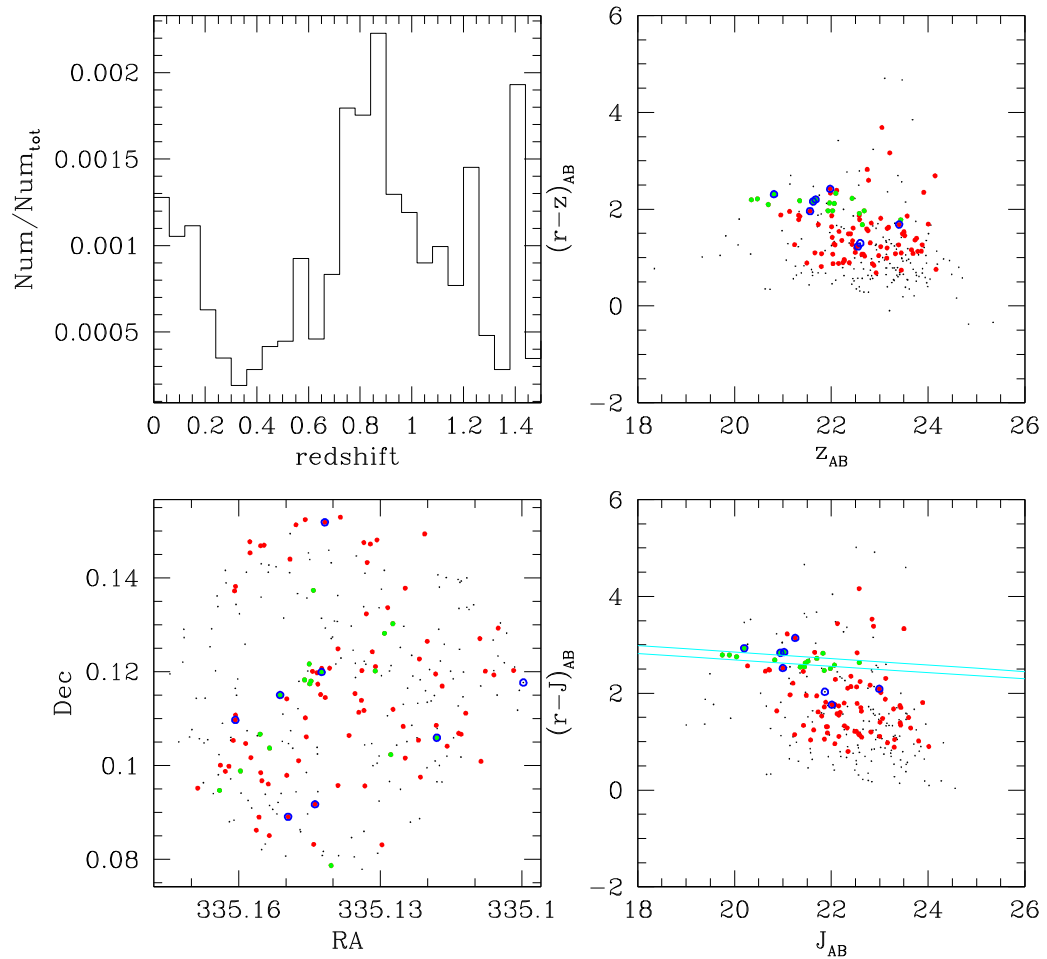 0.002
0.0015
0.001
0.0005
Num/Num_tot
0 0.2 0.4 0.6 0.8 1 1.2 1.4
redshift
6
4
2
0
−2
(r−z)_AB
18 20 22 24 26
z_AB
0.14
0.12
0.1
0.08
Dec
335.16 335.13 335.1
RA
6
4
2
0
−2
(r−J)_AB
18 20 22 24 26
J_AB